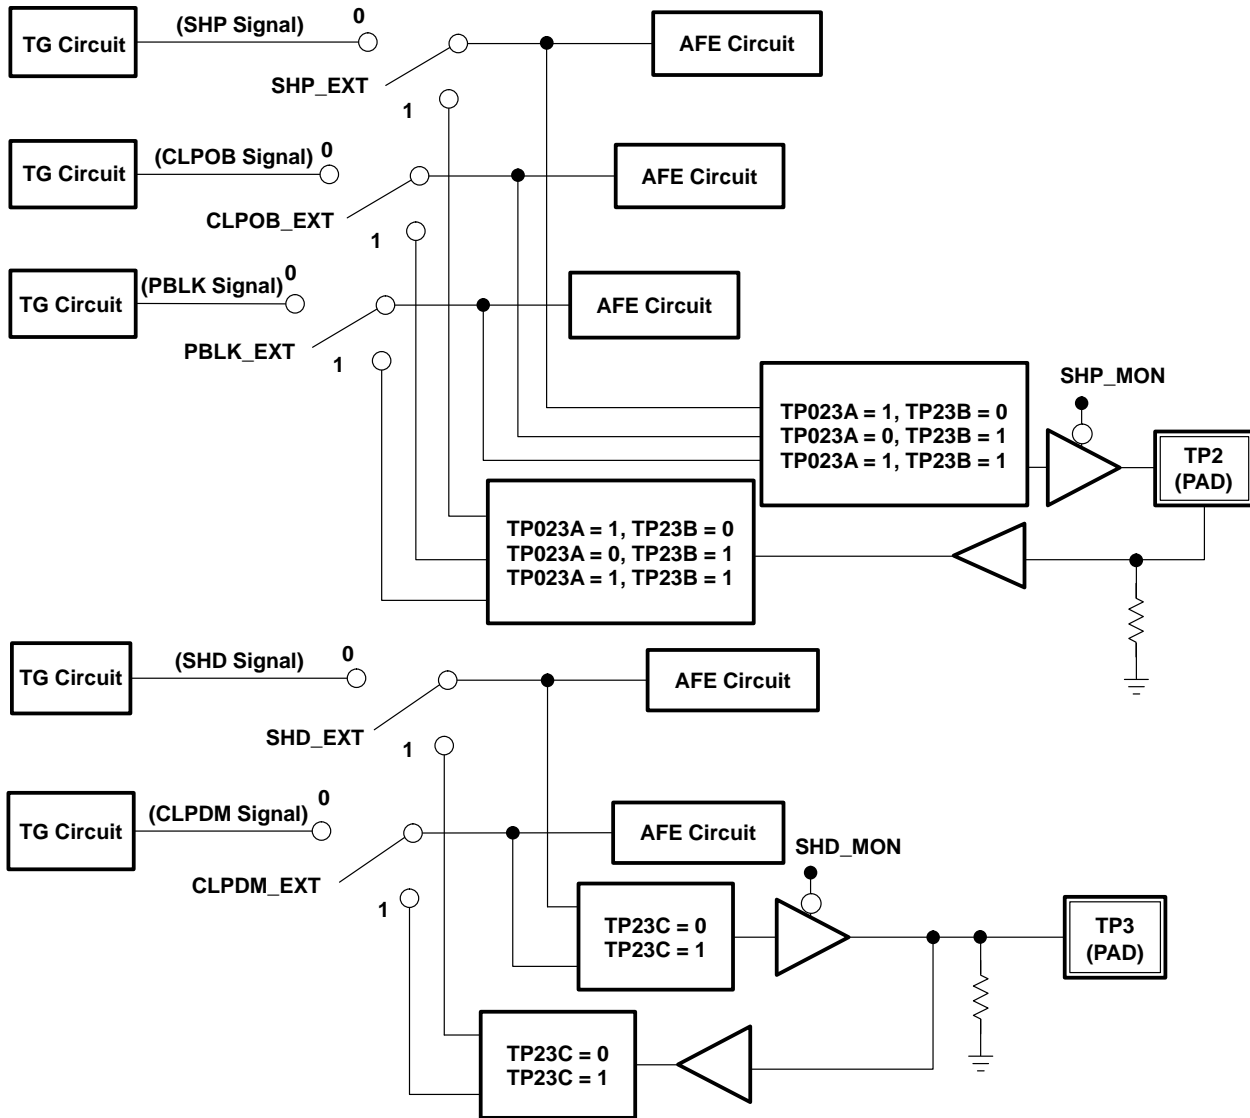 TG Circuit
(SHP Signal)
0
AFE Circuit
SHP_EXT
1
TG Circuit
(CLPOB Signal)
0
AFE Circuit
CLPOB_EXT
1
TG Circuit
(PBLK Signal)
0
AFE Circuit
PBLK_EXT
1
SHP_MON
TP023A = 1, TP23B = 0
TP023A = 0, TP23B = 1
TP023A = 1, TP23B = 1
TP2
(PAD)
TP023A = 1, TP23B = 0
TP023A = 0, TP23B = 1
TP023A = 1, TP23B = 1
TG Circuit
(SHD Signal)
0
AFE Circuit
SHD_EXT
1
TG Circuit
(CLPDM Signal)
0
AFE Circuit
SHD_MON
CLPDM_EXT
1
TP23C = 0
TP23C = 1
TP3
(PAD)
TP23C = 0
TP23C = 1